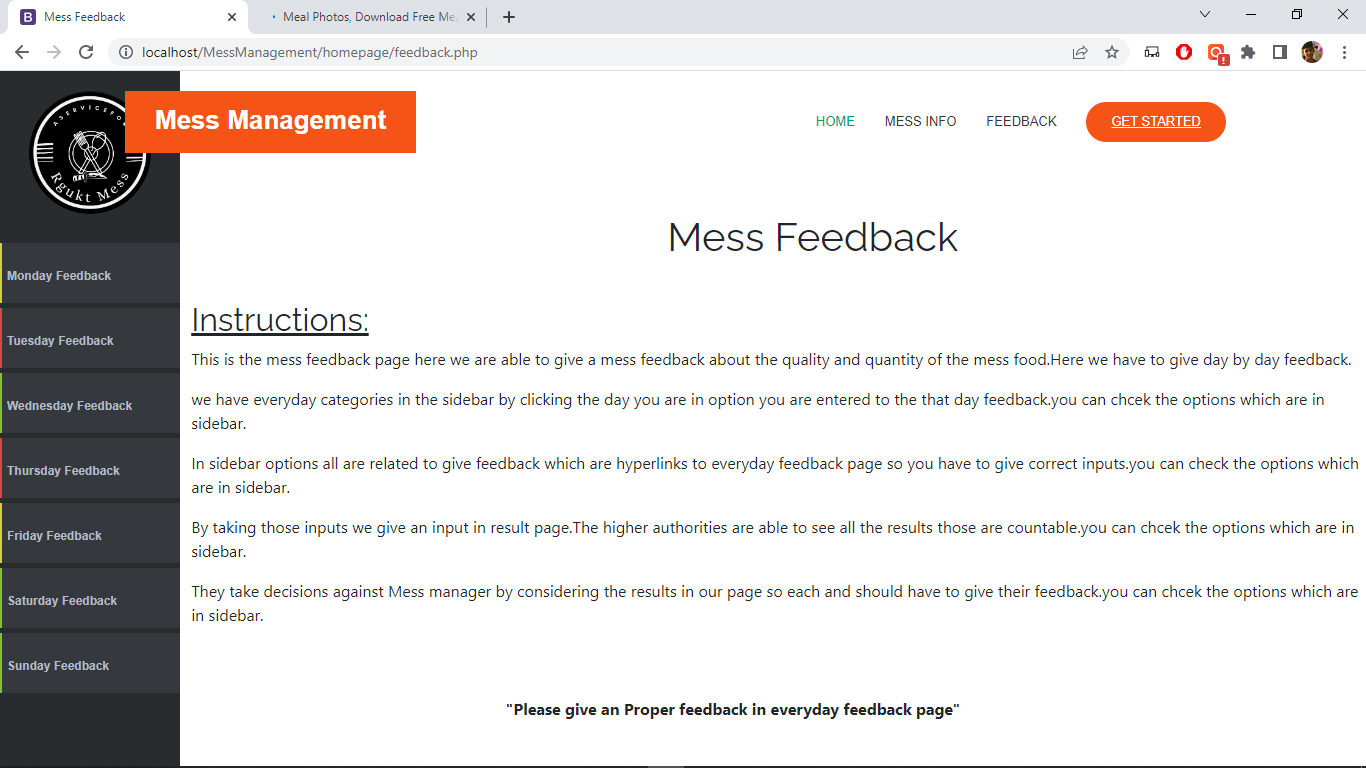 Mess Feedback
Meal Photos, Download Free Me
localhost/MessManagement/homepage/feedback.php
ASERVICEFO
Rgukt Mess
Mess Management
HOME
MESS INFO
FEEDBACK
GET STARTED
Monday Feedback
Tuesday Feedback
Wednesday Feedback
Thursday Feedback
Friday Feedback
Saturday Feedback
Sunday Feedback
Mess Feedback
Instructions:
This is the mess feedback page here we are able to give a mess feedback about the quality and quantity of the mess food.Here we have to give day by day feedback.
we have everyday categories in the sidebar by clicking the day you are in option you are entered to the that day feedback.you can chcek the options which are in
sidebar.
In sidebar options all are related to give feedback which are hyperlinks to everyday feedback page so you have to give correct inputs.you can check the options which
are in sidebar.
By taking those inputs we give an input in result page.The higher authorities are able to see all the results those are countable.you can chcek the options which are in
sidebar.
They take decisions against Mess manager by considering the results in our page so each and should have to give their feedback.you can chcek the options which are
in sidebar.
"Please give an Proper feedback in everyday feedback page"